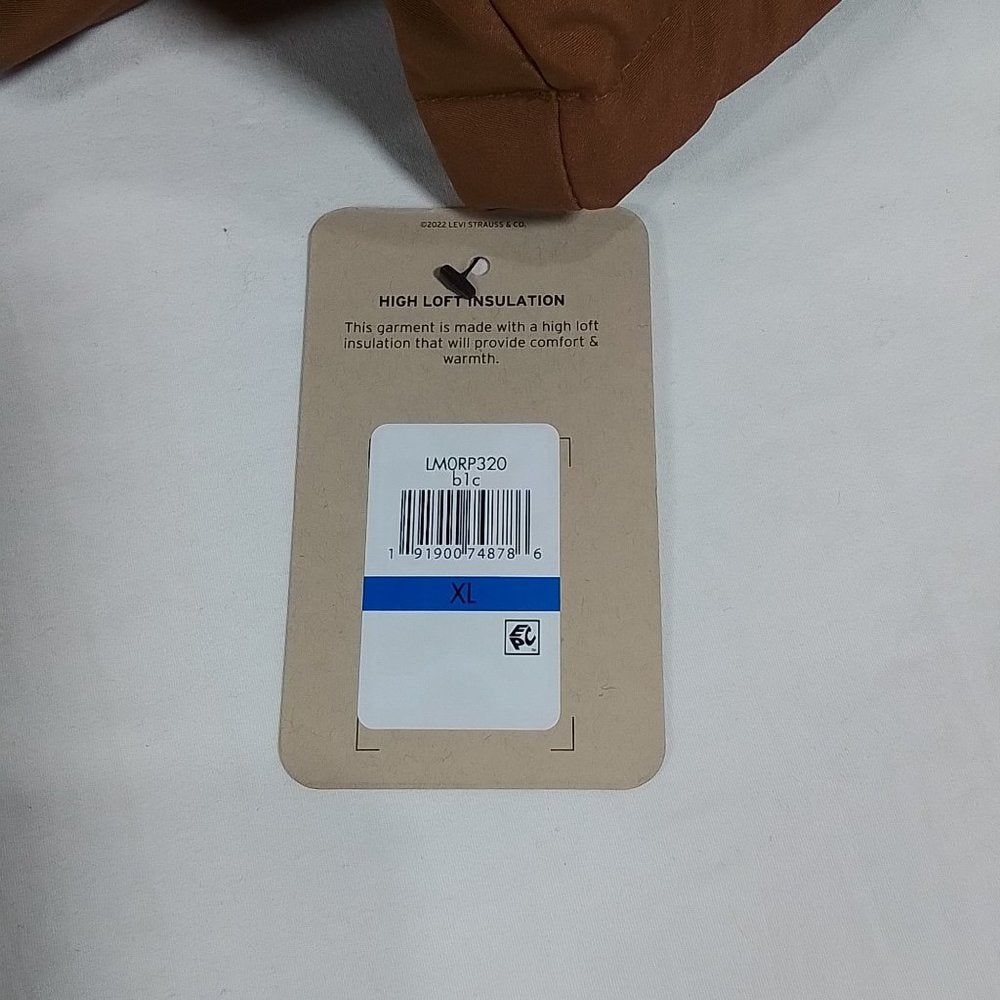 ©2022 LEVI STRAUSS & CO.
HIGH LOFT INSULATION
This garment is made with a high loft
insulation that will provide comfort &
warmth.
LM0RP320
b1c
1 91900 74878 6
XL
EPC